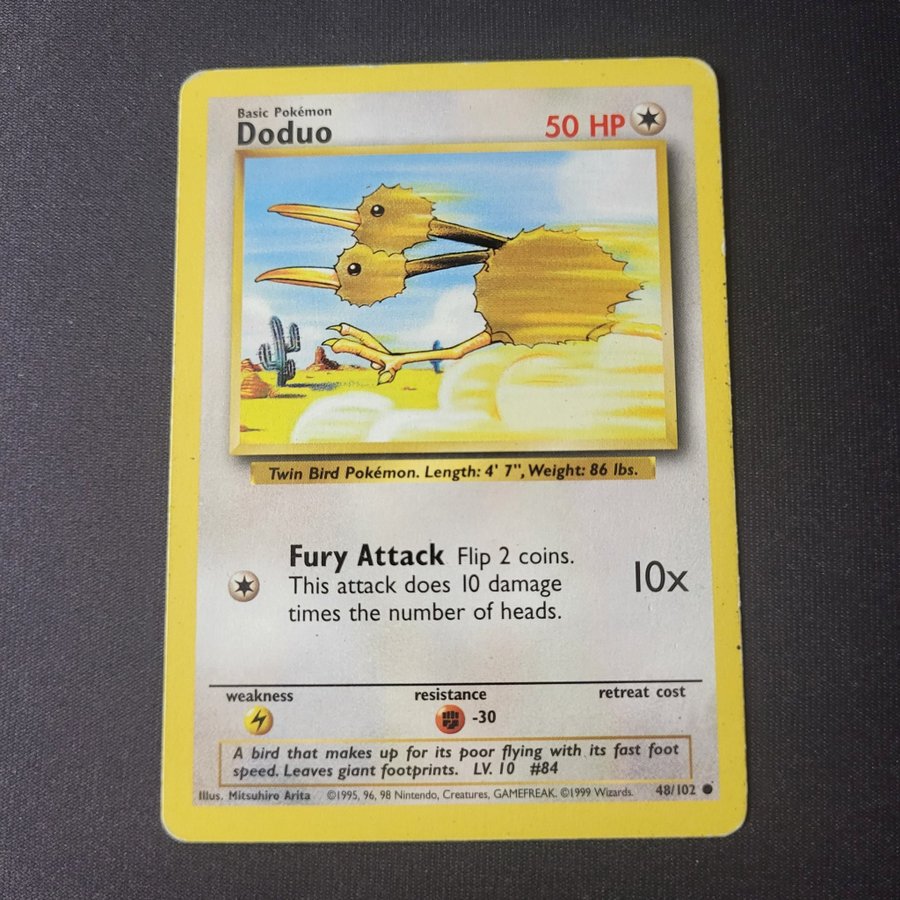 Basic Pokémon
Doduo
50 HP
Twin Bird Pokémon. Length: 4' 7", Weight: 86 lbs.
Fury Attack Flip 2 coins.
This attack does 10 damage
times the number of heads.
10x
weakness
resistance
retreat cost
-30
A bird that makes up for its poor flying with its fast foot
speed. Leaves giant footprints. LV. 10 #84
Illus. Mitsuhiro Arita ©1995, 96, 98 Nintendo, Creatures, GAMEFREAK. ©1999 Wizards. 48/102